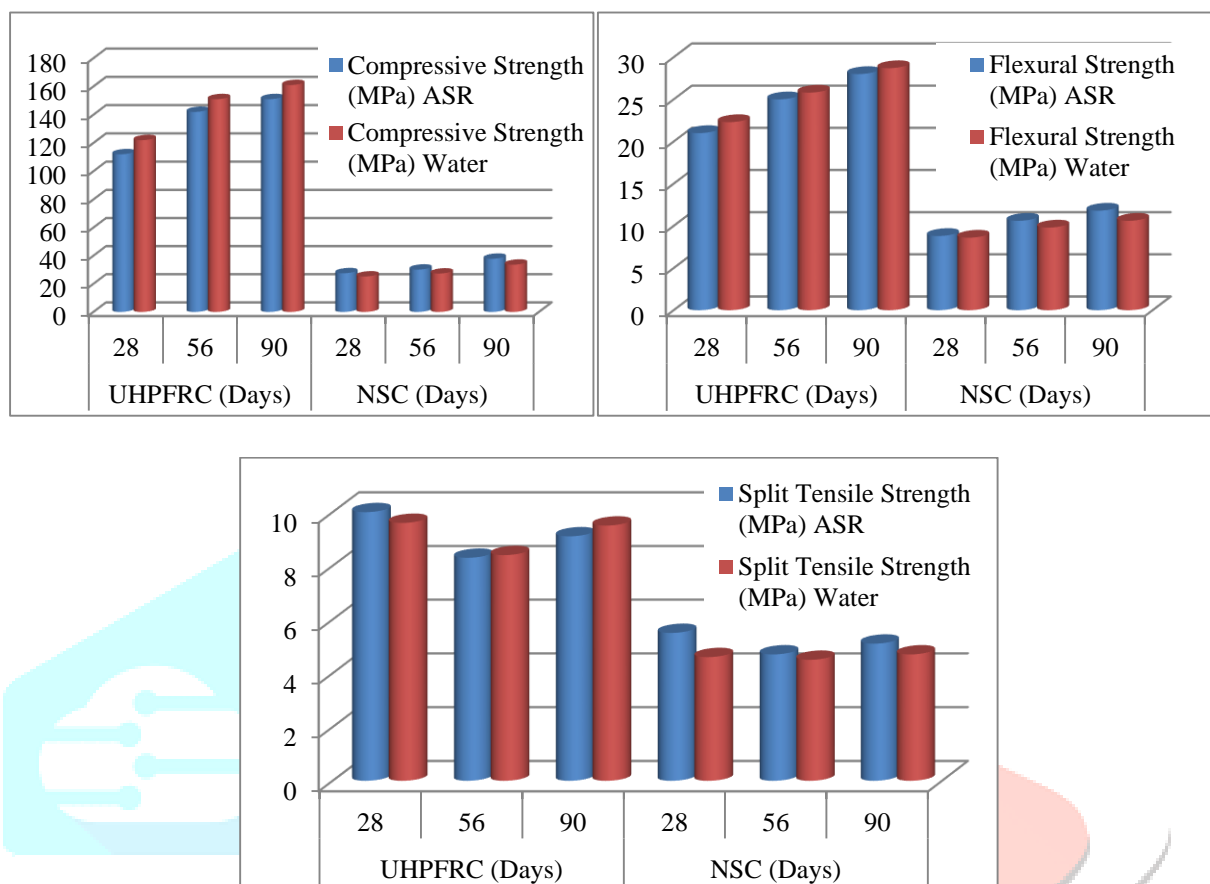 180
160
140
120
100
80
60
40
20
0
Compressive Strength
(MPa) ASR
Compressive Strength
(MPa) Water
28 56 90 28 56 90
UHPFRC (Days) NSC (Days)
30
25
20
15
10
5
0
Flexural Strength
(MPa) ASR
Flexural Strength
(MPa) Water
28 56 90 28 56 90
UHPFRC (Days) NSC (Days)
10
8
6
4
2
0
Split Tensile Strength
(MPa) ASR
Split Tensile Strength
(MPa) Water
28 56 90 28 56 90
UHPFRC (Days) NSC (Days)